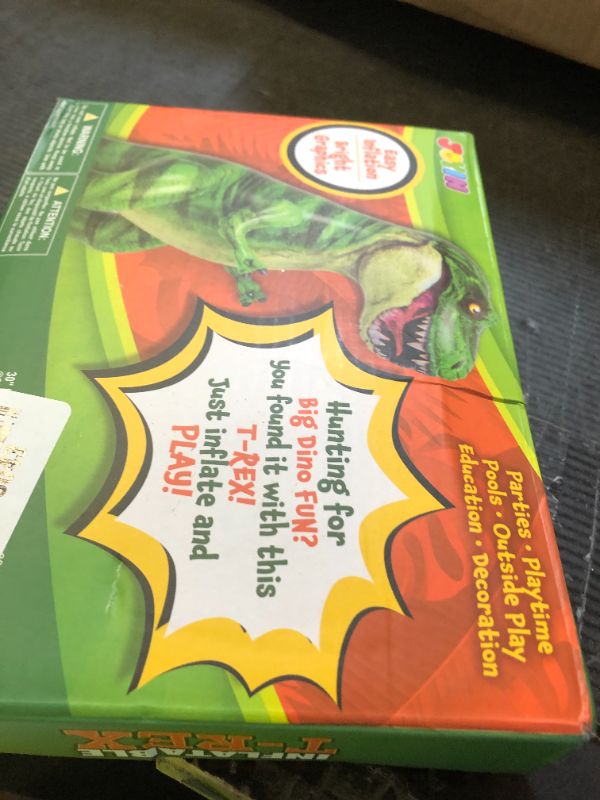 JOYIN
Easy
Inflation
Bright
Graphics
Parties • Playtime
Pools • Outside Play
Education • Decoration
Hunting for
Big Dino FUN?
you found it with this
T-REX!
Just inflate and
PLAY!
WARNING:
ATTENTION:
30"
INFLATABLE
T-REX